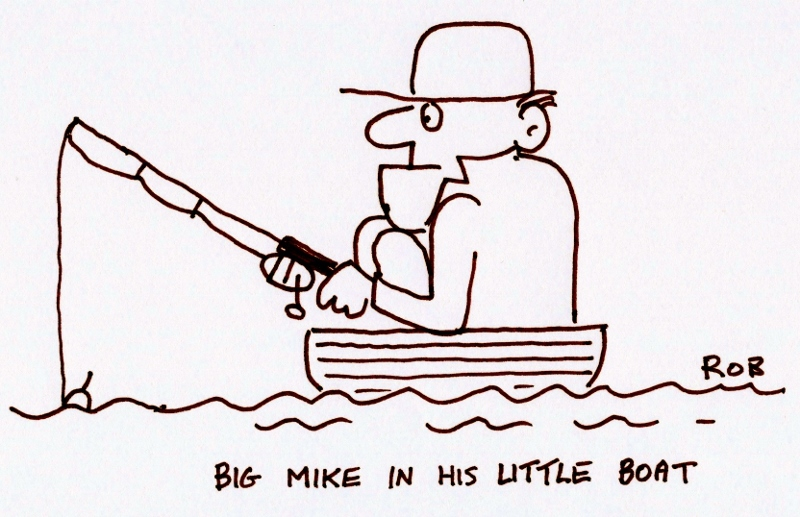 ROB
BIG MIKE IN HIS LITTLE BOAT